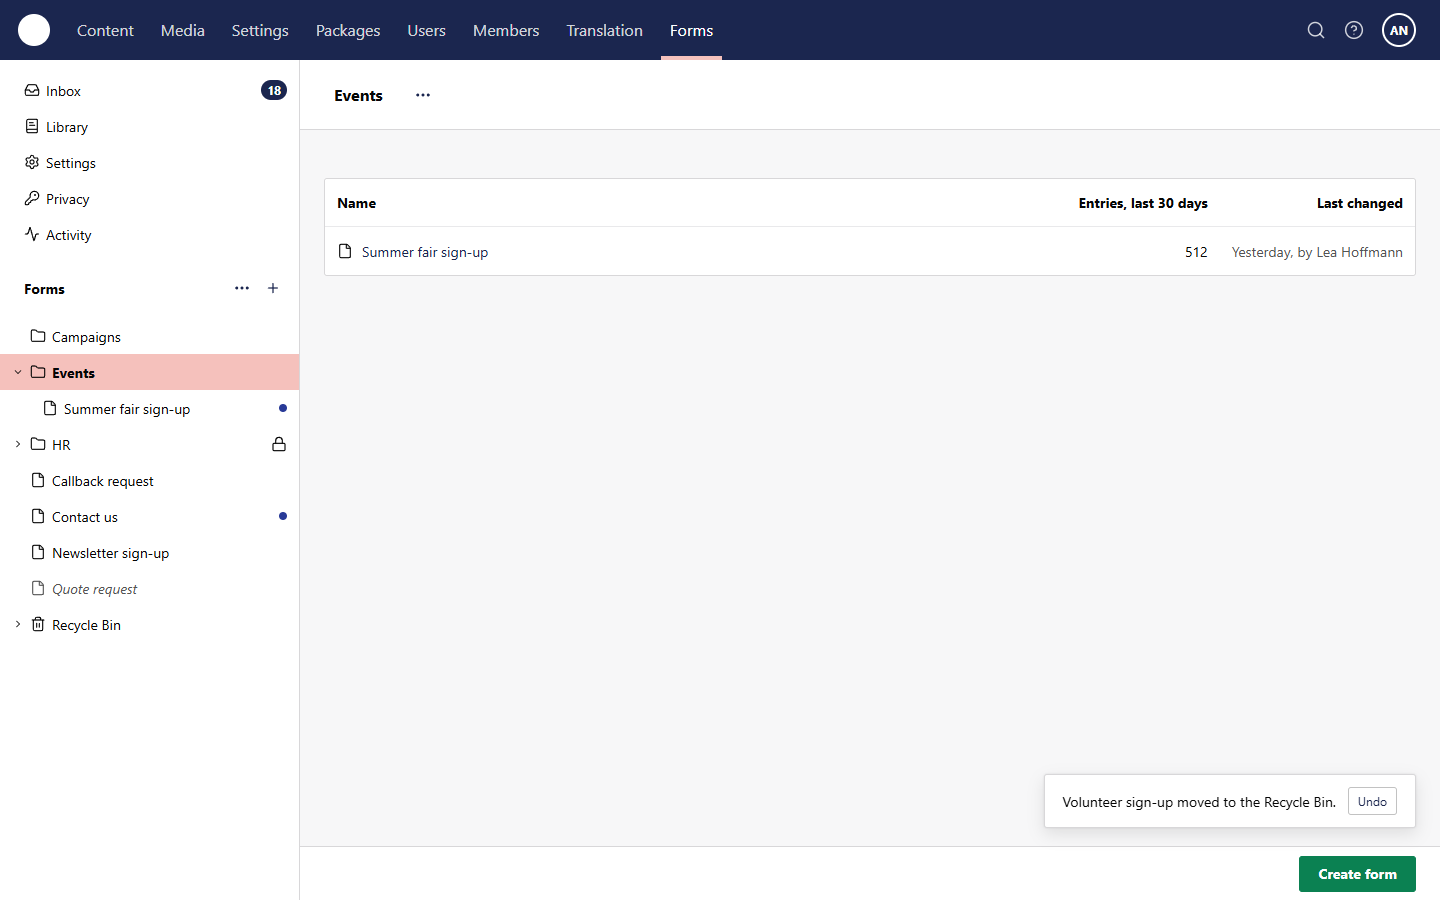 Content Media Settings Packages Users Members Translation Forms AN
Inbox 18
Library
Settings
Privacy
Activity
Forms
Campaigns
Events
Summer fair sign-up
HR
Callback request
Contact us
Newsletter sign-up
Quote request
Recycle Bin
Events
Name Entries, last 30 days Last changed
Summer fair sign-up 512 Yesterday, by Lea Hoffmann
Volunteer sign-up moved to the Recycle Bin. Undo
Create form